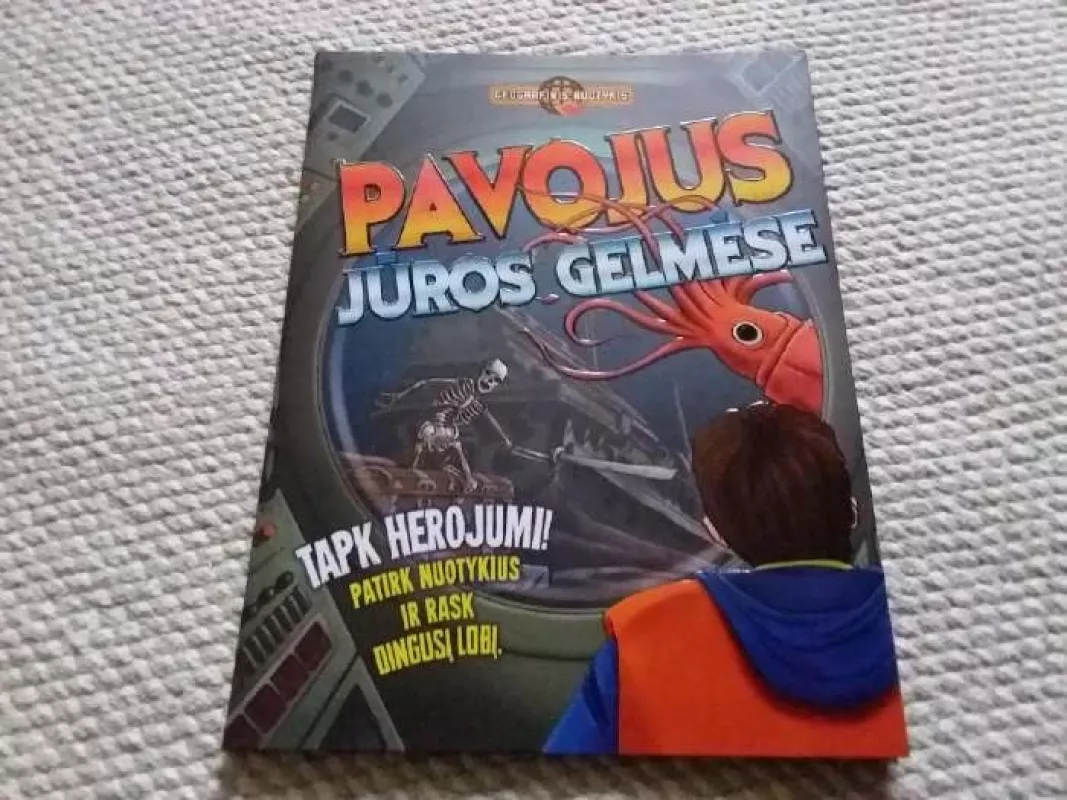 GEOGRAFINIS NUOTYKIS
PAVOJUS
JŪROS GELMĖSE
TAPK HEROJUMI!
PATIRK NUOTYKIUS
IR RASK
DINGUSĮ LOBĮ.